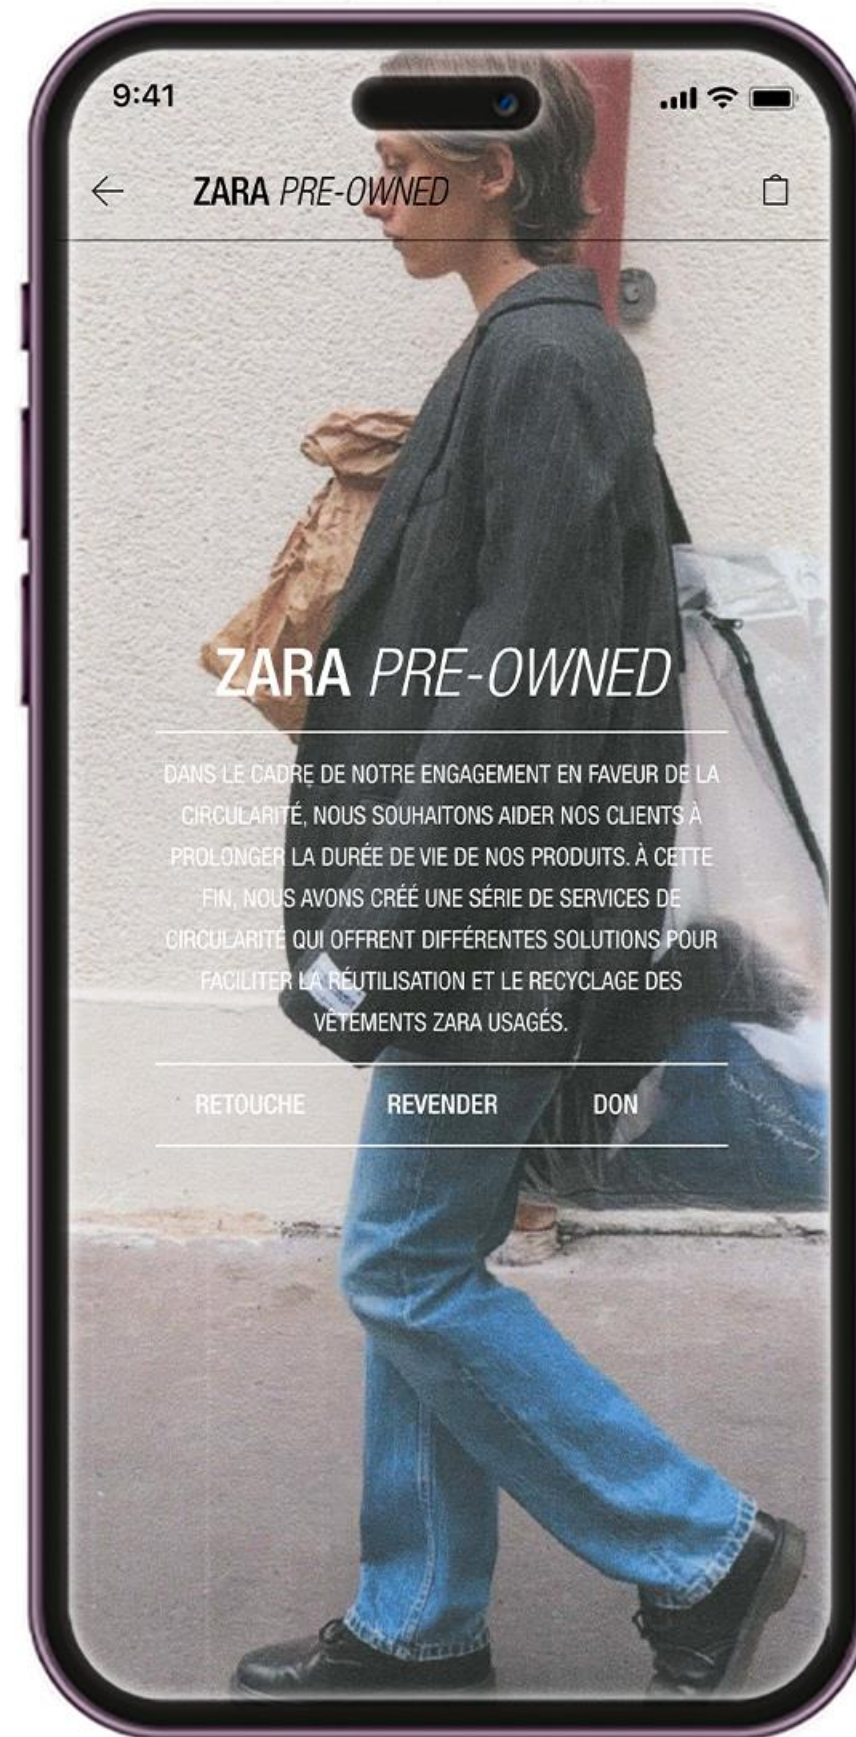 9:41
ZARA PRE-OWNED
ZARA PRE-OWNED
DANS LE CADRE DE NOTRE ENGAGEMENT EN FAVEUR DE LA
CIRCULARITÉ, NOUS SOUHAITONS AIDER NOS CLIENTS À
PROLONGER LA DURÉE DE VIE DE NOS PRODUITS. À CETTE
FIN, NOUS AVONS CRÉÉ UNE SÉRIE DE SERVICES DE
CIRCULARITÉ QUI OFFRENT DIFFÉRENTES SOLUTIONS POUR
FACILITER LA RÉUTILISATION ET LE RECYCLAGE DES
VÊTEMENTS ZARA USAGÉS.
RETOUCHE REVENDER DON